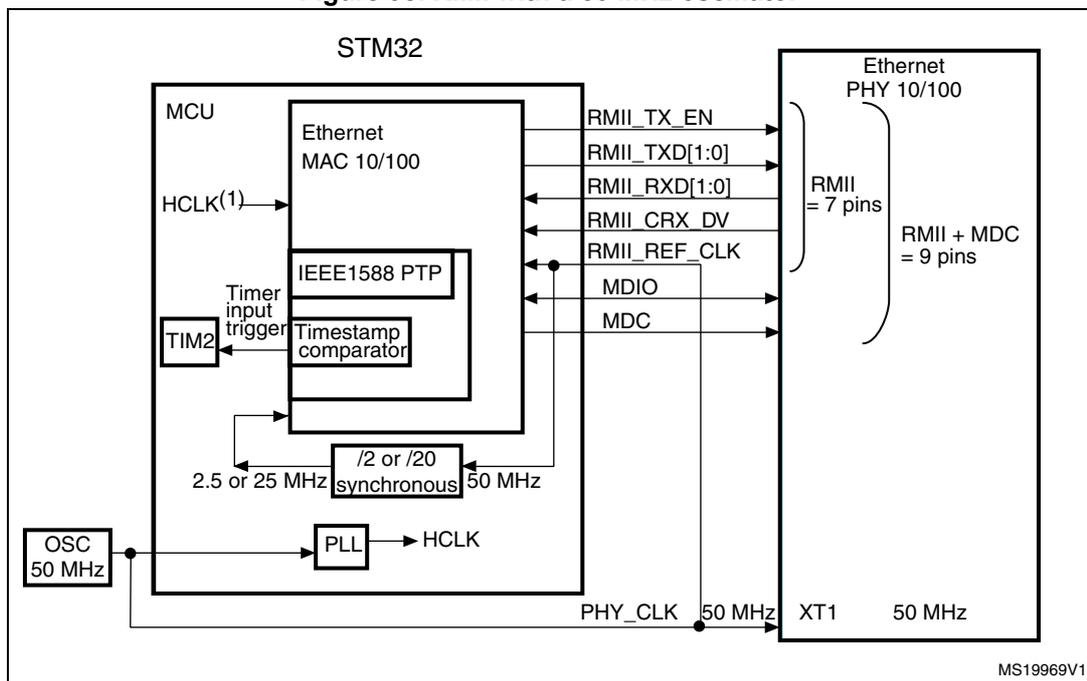 STM32
Ethernet
PHY 10/100
MCU
Ethernet
MAC 10/100
HCLK(1)
IEEE1588 PTP
Timer
input
trigger
TIM2
Timestamp
comparator
RMII_TX_EN
RMII_TXD[1:0]
RMII_RXD[1:0]
RMII_CRX_DV
RMII_REF_CLK
MDIO
MDC
RMII
= 7 pins
RMII + MDC
= 9 pins
/2 or /20
synchronous
2.5 or 25 MHz
50 MHz
OSC
50 MHz
PLL
HCLK
PHY_CLK
50 MHz
XT1
50 MHz
MS19969V1